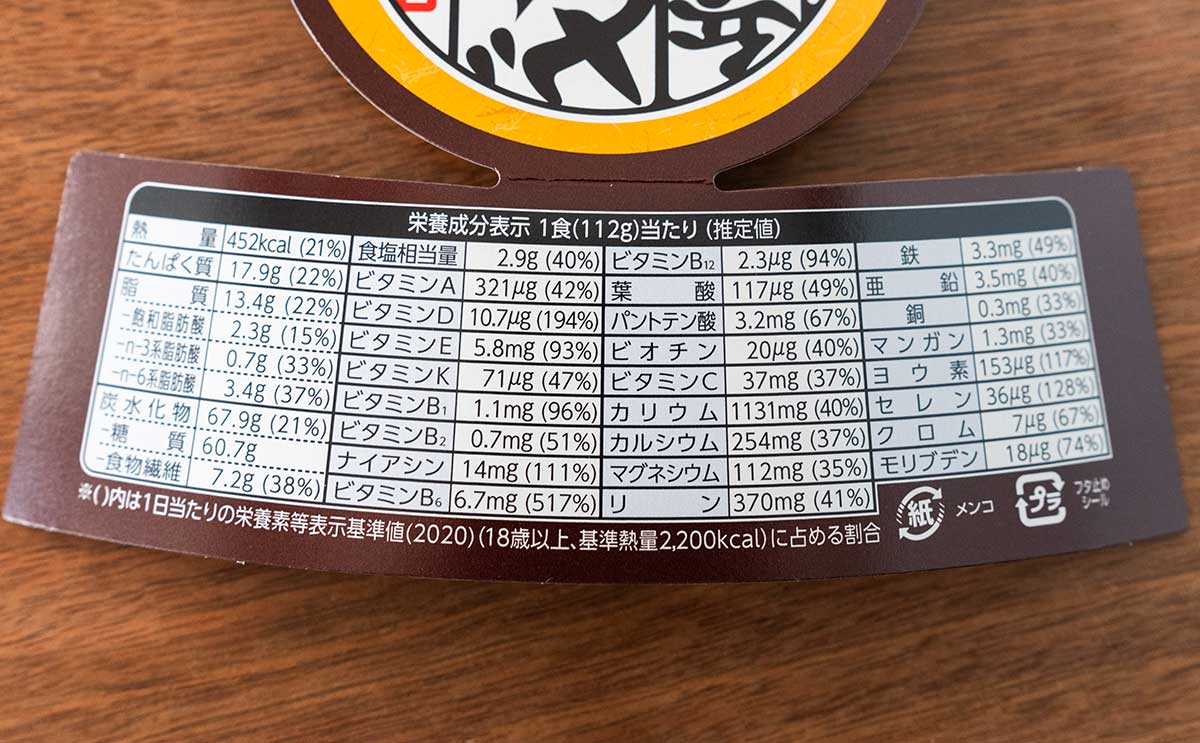 栄養成分表示 1食(112g)当たり (推定値)
熱量 452kcal (21%)
たんぱく質 17.9g (22%)
脂質 13.4g (22%)
-飽和脂肪酸 2.3g (15%)
-n-3系脂肪酸 0.7g (33%)
-n-6系脂肪酸 3.4g (37%)
炭水化物 67.9g (21%)
-糖質 60.7g
-食物繊維 7.2g (38%)
食塩相当量 2.9g (40%)
ビタミンA 321μg (42%)
ビタミンD 10.7μg (194%)
ビタミンE 5.8mg (93%)
ビタミンK 71μg (47%)
ビタミンB1 1.1mg (96%)
ビタミンB2 0.7mg (51%)
ナイアシン 14mg (111%)
ビタミンB6 6.7mg (517%)
ビタミンB12 2.3μg (94%)
葉酸 117μg (49%)
パントテン酸 3.2mg (67%)
ビオチン 20μg (40%)
ビタミンC 37mg (37%)
カリウム 1131mg (40%)
カルシウム 254mg (37%)
マグネシウム 112mg (35%)
リン 370mg (41%)
鉄 3.3mg (49%)
亜鉛 3.5mg (40%)
銅 0.3mg (33%)
マンガン 1.3mg (33%)
ヨウ素 153μg (117%)
セレン 36μg (128%)
クロム 7μg (67%)
モリブデン 18μg (74%)
※()内は1日当たりの栄養素等表示基準値(2020)(18歳以上、基準熱量2,200kcal)に占める割合
紙 メンコ
プラ フタ止め
シール